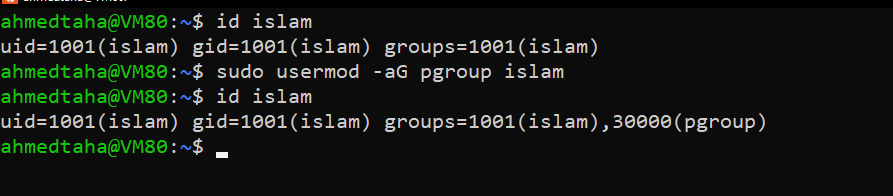 ahmedtaha@VM80:~$ id islam
uid=1001(islam) gid=1001(islam) groups=1001(islam)
ahmedtaha@VM80:~$ sudo usermod -aG pgroup islam
ahmedtaha@VM80:~$ id islam
uid=1001(islam) gid=1001(islam) groups=1001(islam),30000(pgroup)
ahmedtaha@VM80:~$